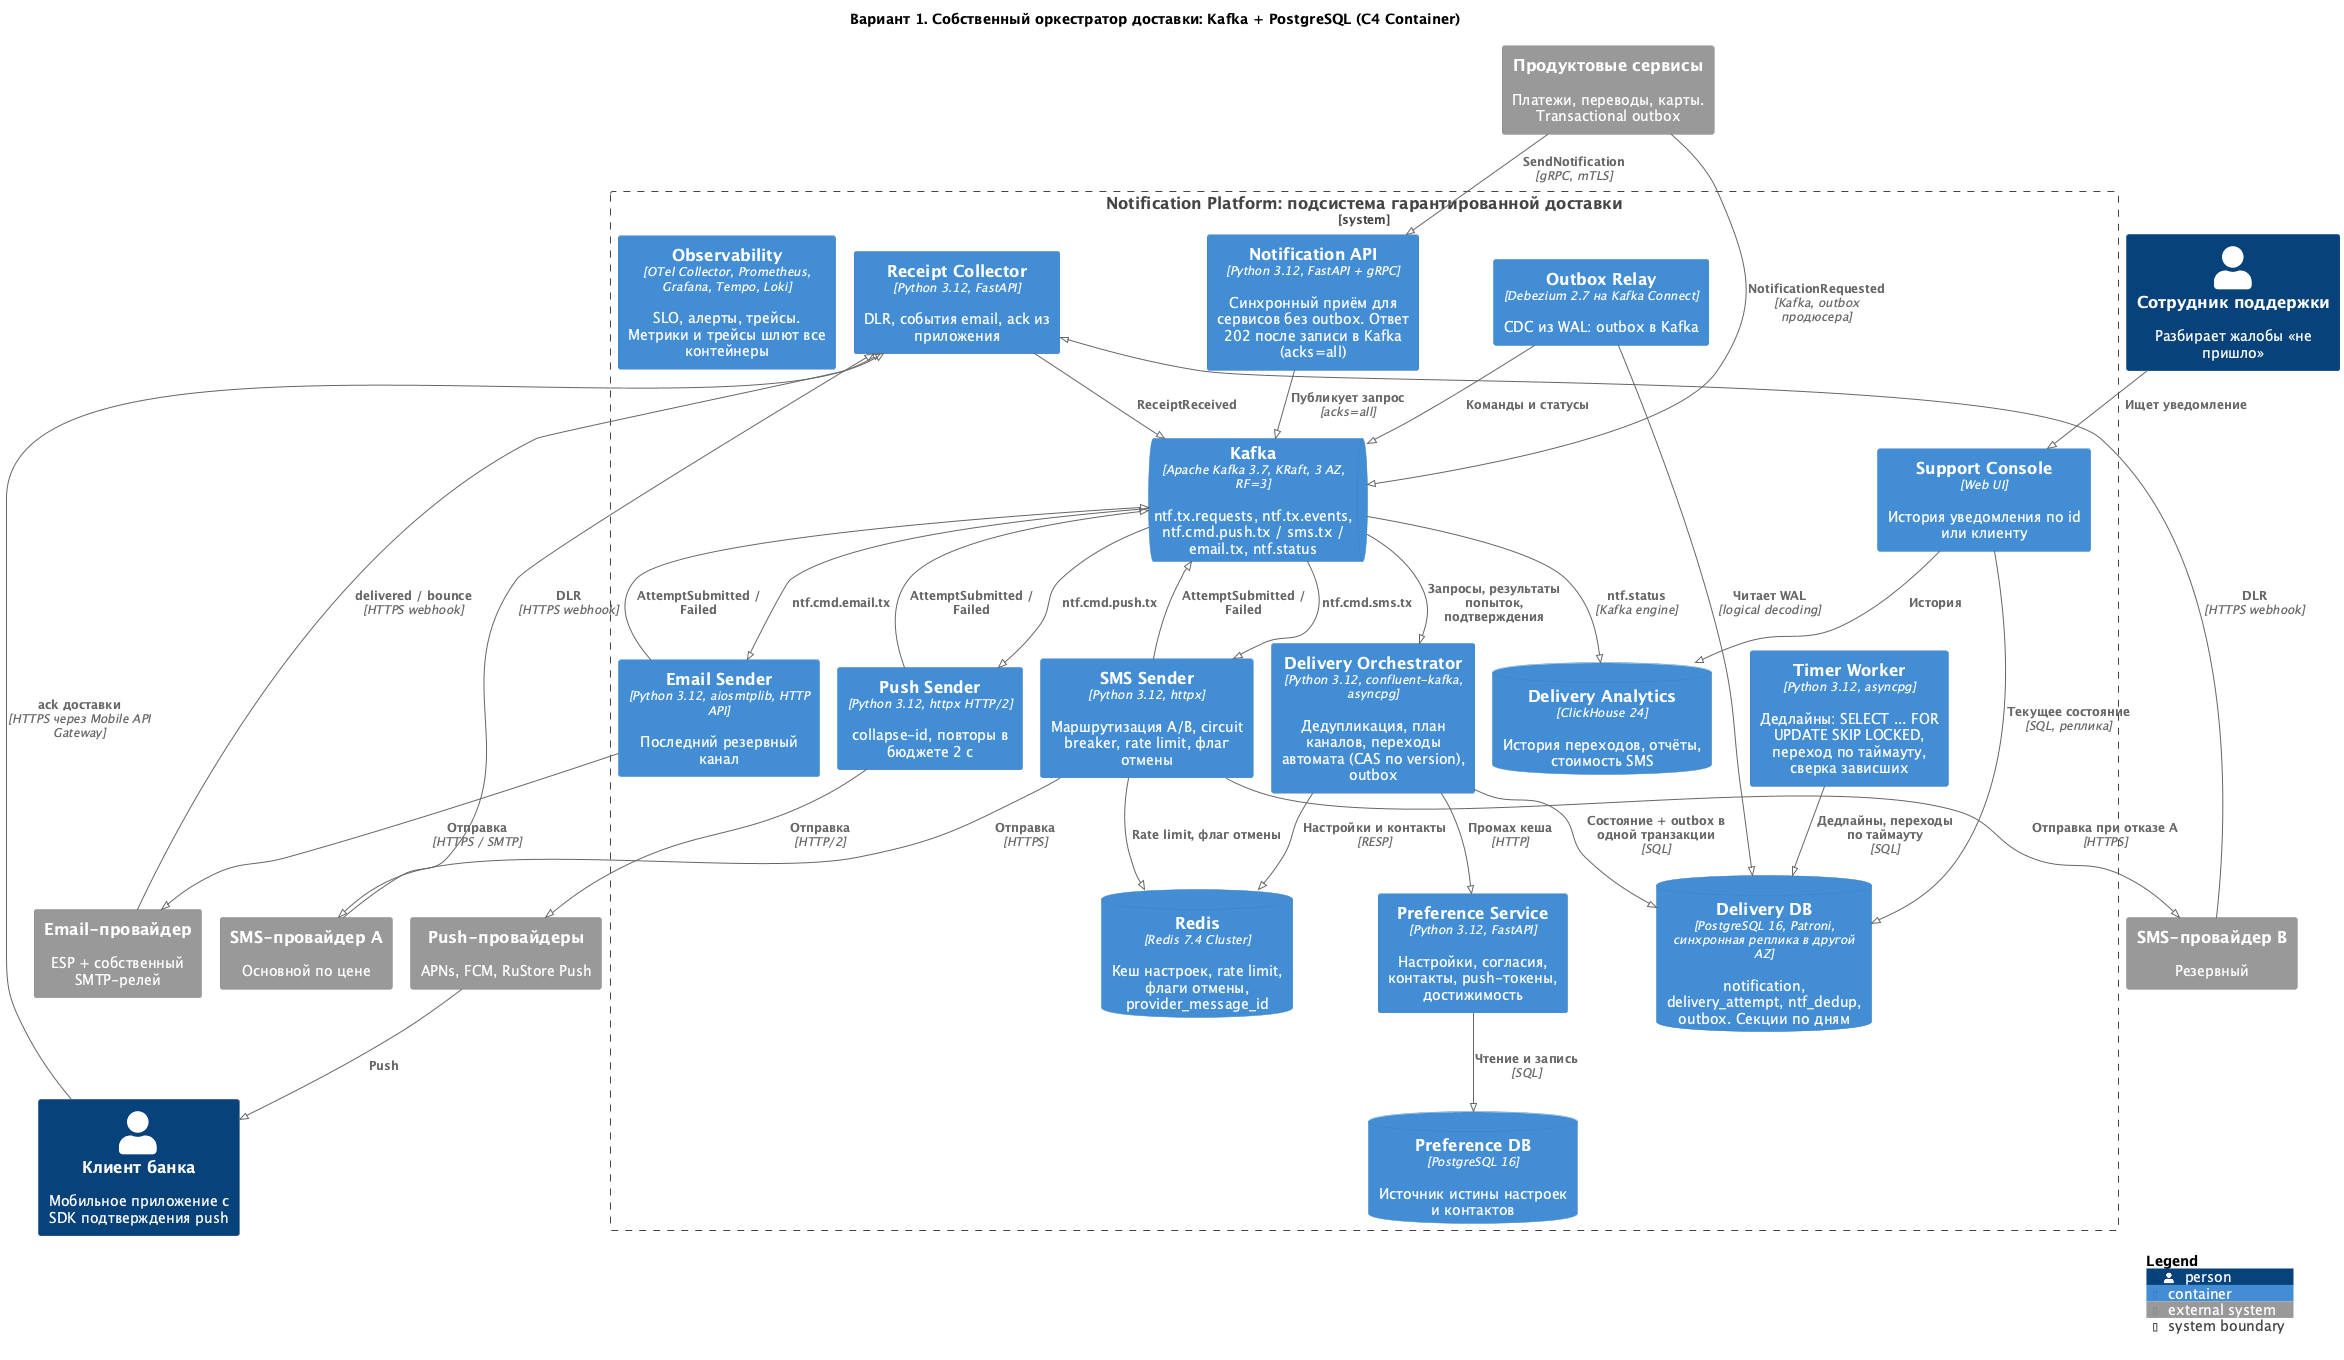 Вариант 1. Собственный оркестратор доставки: Kafka + PostgreSQL (C4 Container)
Продуктовые сервисы
Платежи, переводы, карты.
Transactional outbox
SendNotification
[gRPC, mTLS]
Notification Platform: подсистема гарантированной доставки
[system]
Observability
[OTel Collector, Prometheus,
Grafana, Tempo, Loki]
SLO, алерты, трейсы.
Метрики и трейсы шлют все
контейнеры
Receipt Collector
[Python 3.12, FastAPI]
DLR, события email, ack из
приложения
Notification API
[Python 3.12, FastAPI + gRPC]
Синхронный приём для
сервисов без outbox. Ответ
202 после записи в Kafka
(acks=all)
Outbox Relay
[Debezium 2.7 на Kafka Connect]
CDC из WAL: outbox в Kafka
NotificationRequested
[Kafka, outbox
продюсера]
Сотрудник поддержки
Разбирает жалобы «не
пришло»
ReceiptReceived
Публикует запрос
[acks=all]
Команды и статусы
Ищет уведомление
Kafka
[Apache Kafka 3.7, KRaft, 3 AZ,
RF=3]
ntf.tx.requests, ntf.tx.events,
ntf.cmd.push.tx / sms.tx /
email.tx, ntf.status
Support Console
[Web UI]
История уведомления по id
или клиенту
delivered / bounce
[HTTPS webhook]
DLR
[HTTPS webhook]
AttemptSubmitted /
Failed
ntf.cmd.email.tx
AttemptSubmitted /
Failed
ntf.cmd.push.tx
AttemptSubmitted /
Failed
ntf.cmd.sms.tx
Запросы, результаты
попыток,
подтверждения
ntf.status
[Kafka engine]
Читает WAL
[logical decoding]
История
DLR
[HTTPS webhook]
ack доставки
[HTTPS через Mobile API
Gateway]
Email Sender
[Python 3.12, aiosmtplib, HTTP
API]
Последний резервный
канал
Push Sender
[Python 3.12, httpx HTTP/2]
collapse-id, повторы в
бюджете 2 с
SMS Sender
[Python 3.12, httpx]
Маршрутизация A/B, circuit
breaker, rate limit, флаг
отмены
Delivery Orchestrator
[Python 3.12, confluent-kafka,
asyncpg]
Дедупликация, план
каналов, переходы
автомата (CAS по version),
outbox
Delivery Analytics
[ClickHouse 24]
История переходов, отчёты,
стоимость SMS
Timer Worker
[Python 3.12, asyncpg]
Дедлайны: SELECT ... FOR
UPDATE SKIP LOCKED,
переход по таймауту,
сверка зависших
Текущее состояние
[SQL, реплика]
Отправка
[HTTPS / SMTP]
Отправка
[HTTP/2]
Отправка
[HTTPS]
Rate limit, флаг отмены
Настройки и контакты
[RESP]
Промах кеша
[HTTP]
Состояние + outbox в
одной транзакции
[SQL]
Дедлайны, переходы
по таймауту
[SQL]
Отправка при отказе A
[HTTPS]
Email-провайдер
ESP + собственный
SMTP-релей
SMS-провайдер A
Основной по цене
Push-провайдеры
APNs, FCM, RuStore Push
Redis
[Redis 7.4 Cluster]
Кеш настроек, rate limit,
флаги отмены,
provider_message_id
Preference Service
[Python 3.12, FastAPI]
Настройки, согласия,
контакты, push-токены,
достижимость
Delivery DB
[PostgreSQL 16, Patroni,
синхронная реплика в другой
AZ]
notification,
delivery_attempt, ntf_dedup,
outbox. Секции по дням
SMS-провайдер B
Резервный
Push
Чтение и запись
[SQL]
Клиент банка
Мобильное приложение с
SDK подтверждения push
Preference DB
[PostgreSQL 16]
Источник истины настроек
и контактов
Legend
person
container
external system
system boundary